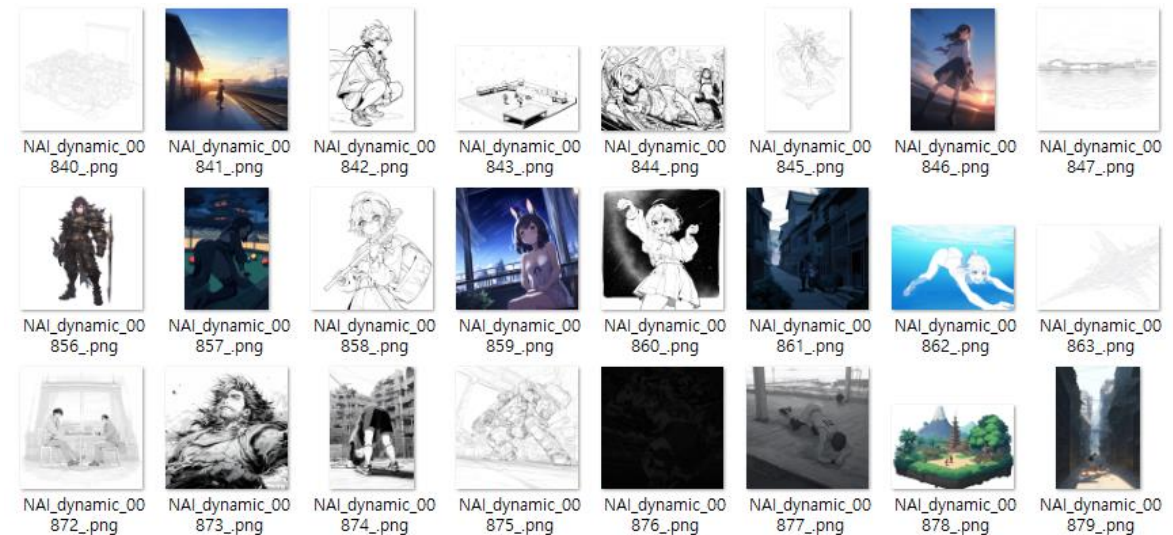 NAI_dynamic_00 NAI_dynamic_00 NAI_dynamic_00 NAI_dynamic_00 NAI_dynamic_00 NAI_dynamic_00 NAI_dynamic_00 NAI_dynamic_00
840_.png 841_.png 842_.png 843_.png 844_.png 845_.png 846_.png 847_.png
NAI_dynamic_00 NAI_dynamic_00 NAI_dynamic_00 NAI_dynamic_00 NAI_dynamic_00 NAI_dynamic_00 NAI_dynamic_00 NAI_dynamic_00
856_.png 857_.png 858_.png 859_.png 860_.png 861_.png 862_.png 863_.png
NAI_dynamic_00 NAI_dynamic_00 NAI_dynamic_00 NAI_dynamic_00 NAI_dynamic_00 NAI_dynamic_00 NAI_dynamic_00 NAI_dynamic_00
872_.png 873_.png 874_.png 875_.png 876_.png 877_.png 878_.png 879_.png